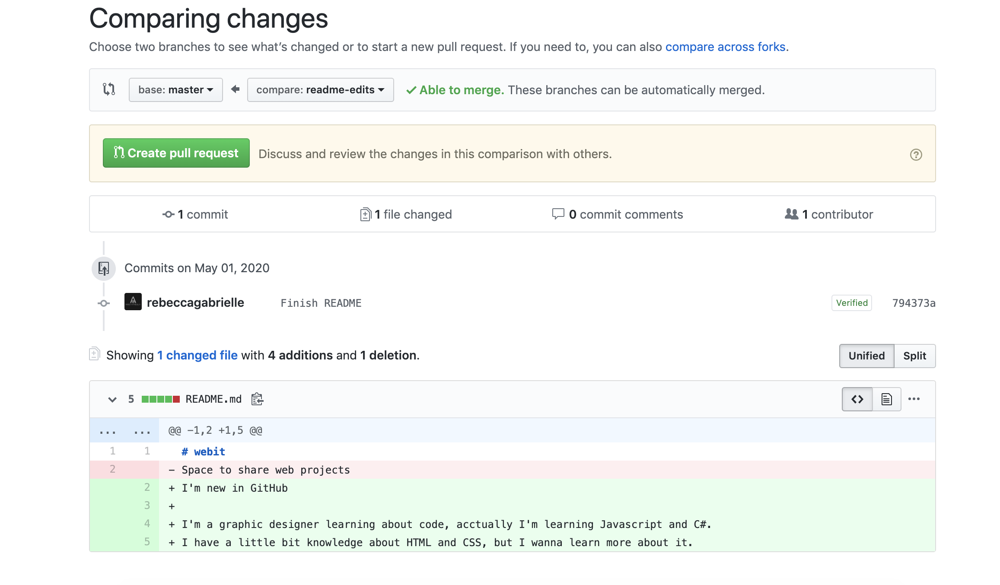 Comparing changes
Choose two branches to see what’s changed or to start a new pull request. If you need to, you can also compare across forks.
base: master compare: readme-edits Able to merge. These branches can be automatically merged.
Create pull request Discuss and review the changes in this comparison with others.
1 commit 1 file changed 0 commit comments 1 contributor
Commits on May 01, 2020
rebeccagabrielle Finish README Verified 794373a
Showing 1 changed file with 4 additions and 1 deletion. Unified Split
5 README.md
... ... @@ -1,2 +1,5 @@
1 1 # webit
2 - Space to share web projects
2 + I'm new in GitHub
3 +
4 + I'm a graphic designer learning about code, acctually I'm learning Javascript and C#.
5 + I have a little bit knowledge about HTML and CSS, but I wanna learn more about it.